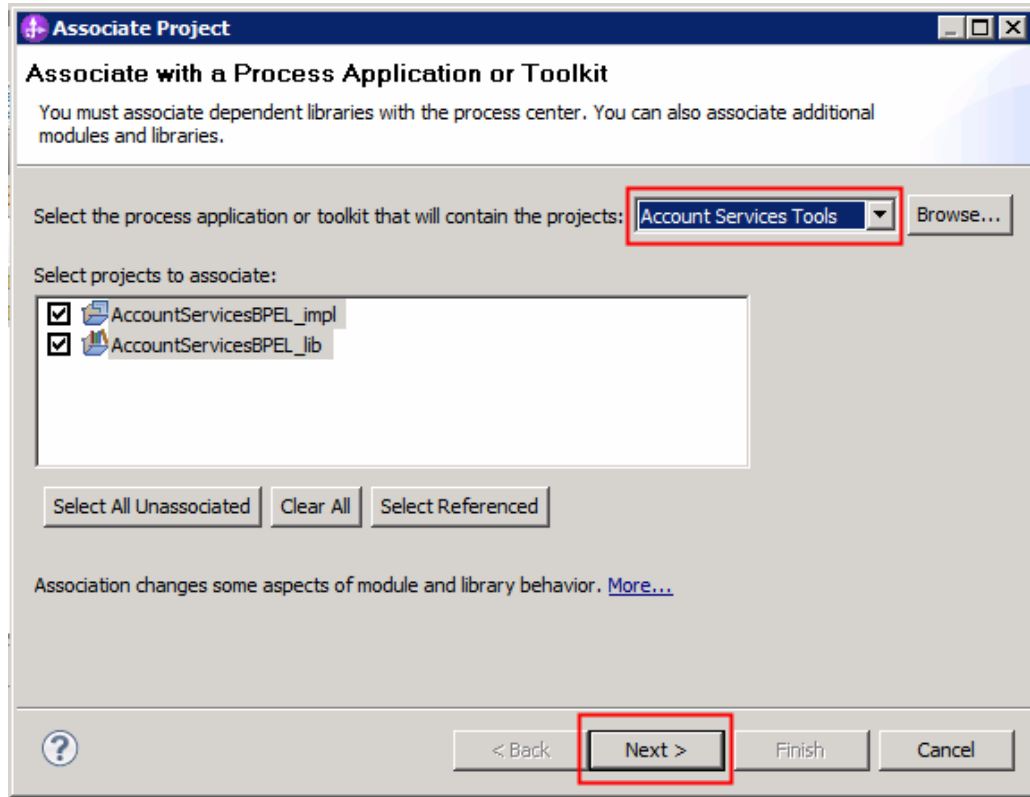 Associate Project
Associate with a Process Application or Toolkit
You must associate dependent libraries with the process center. You can also associate additional
modules and libraries.
Select the process application or toolkit that will contain the projects: Account Services Tools Browse...
Select projects to associate:
AccountServicesBPEL_impl
AccountServicesBPEL_lib
Select All Unassociated Clear All Select Referenced
Association changes some aspects of module and library behavior. More...
? < Back Next > Finish Cancel